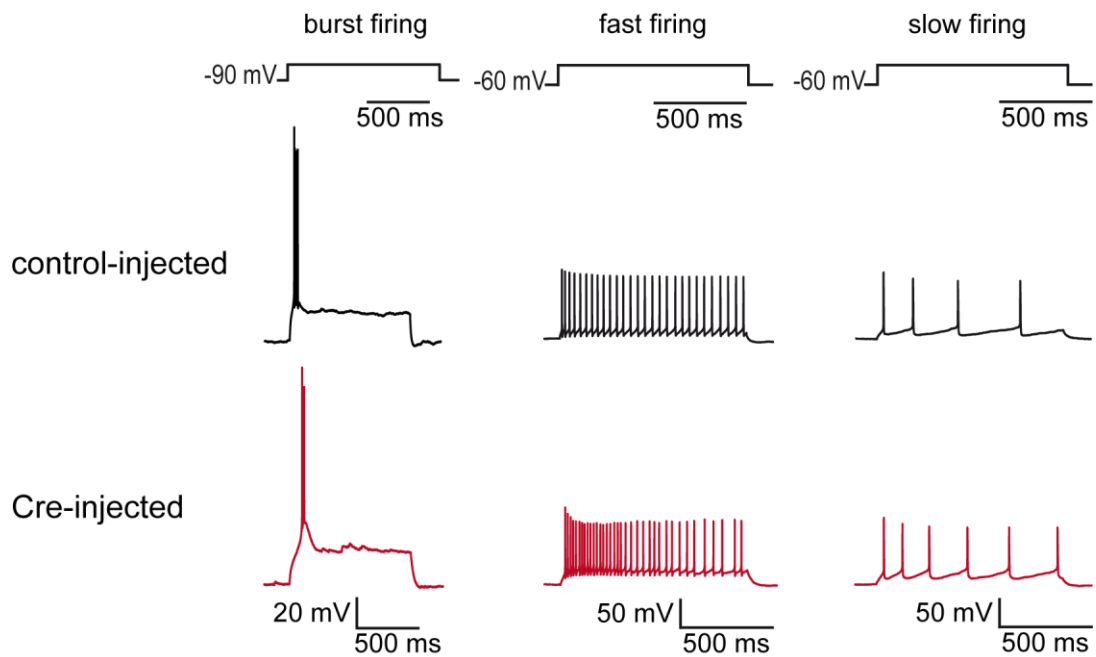 burst firing fast firing slow firing
-90 mV -60 mV -60 mV
500 ms 500 ms 500 ms
control-injected
Cre-injected
20 mV 50 mV 50 mV
500 ms 500 ms 500 ms